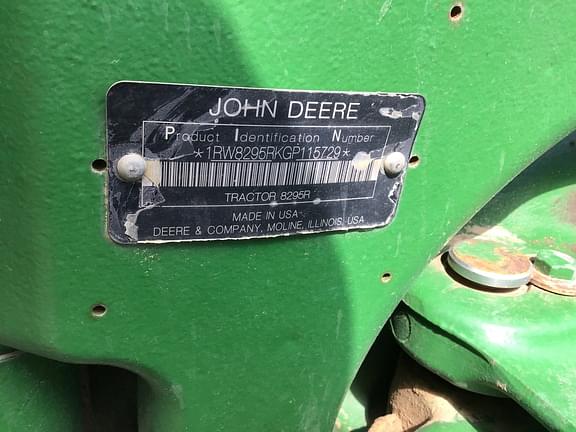 JOHN DEERE
Product Identification Number
*1RW8295RKGP115729*
TRACTOR 8295R
MADE IN USA
DEERE & COMPANY, MOLINE, ILLINOIS, USA